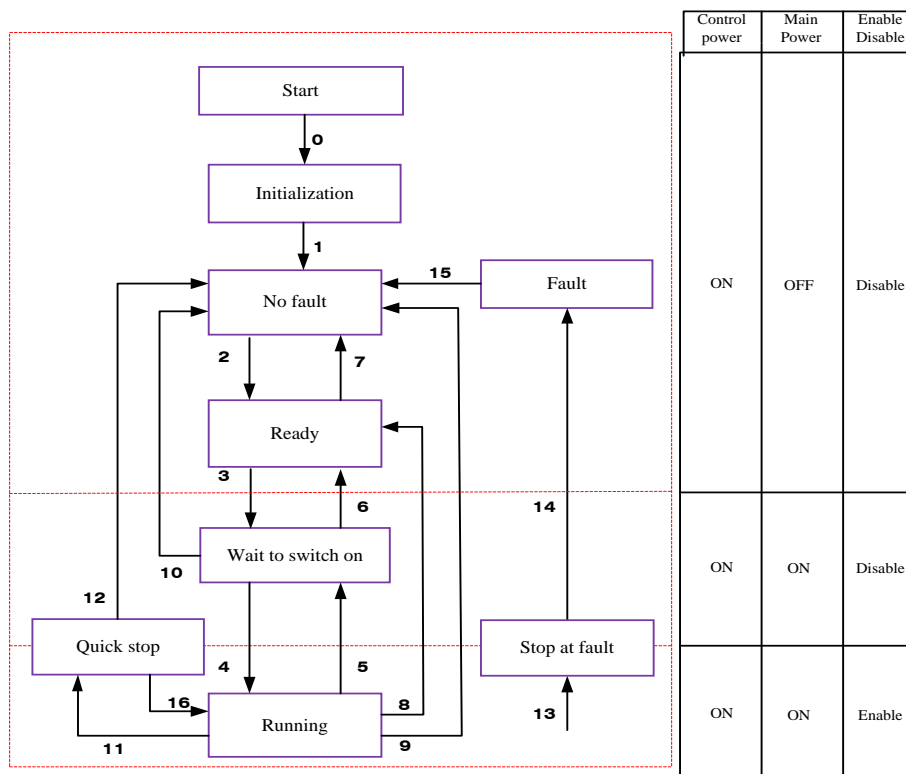 Control power
Main Power
Enable Disable
Start
0
Initialization
1
15
Fault
No fault
ON
OFF
Disable
2
7
Ready
3
6
14
Wait to switch on
10
ON
ON
Disable
12
Quick stop
Stop at fault
4
5
16
8
13
Running
ON
ON
Enable
11
9